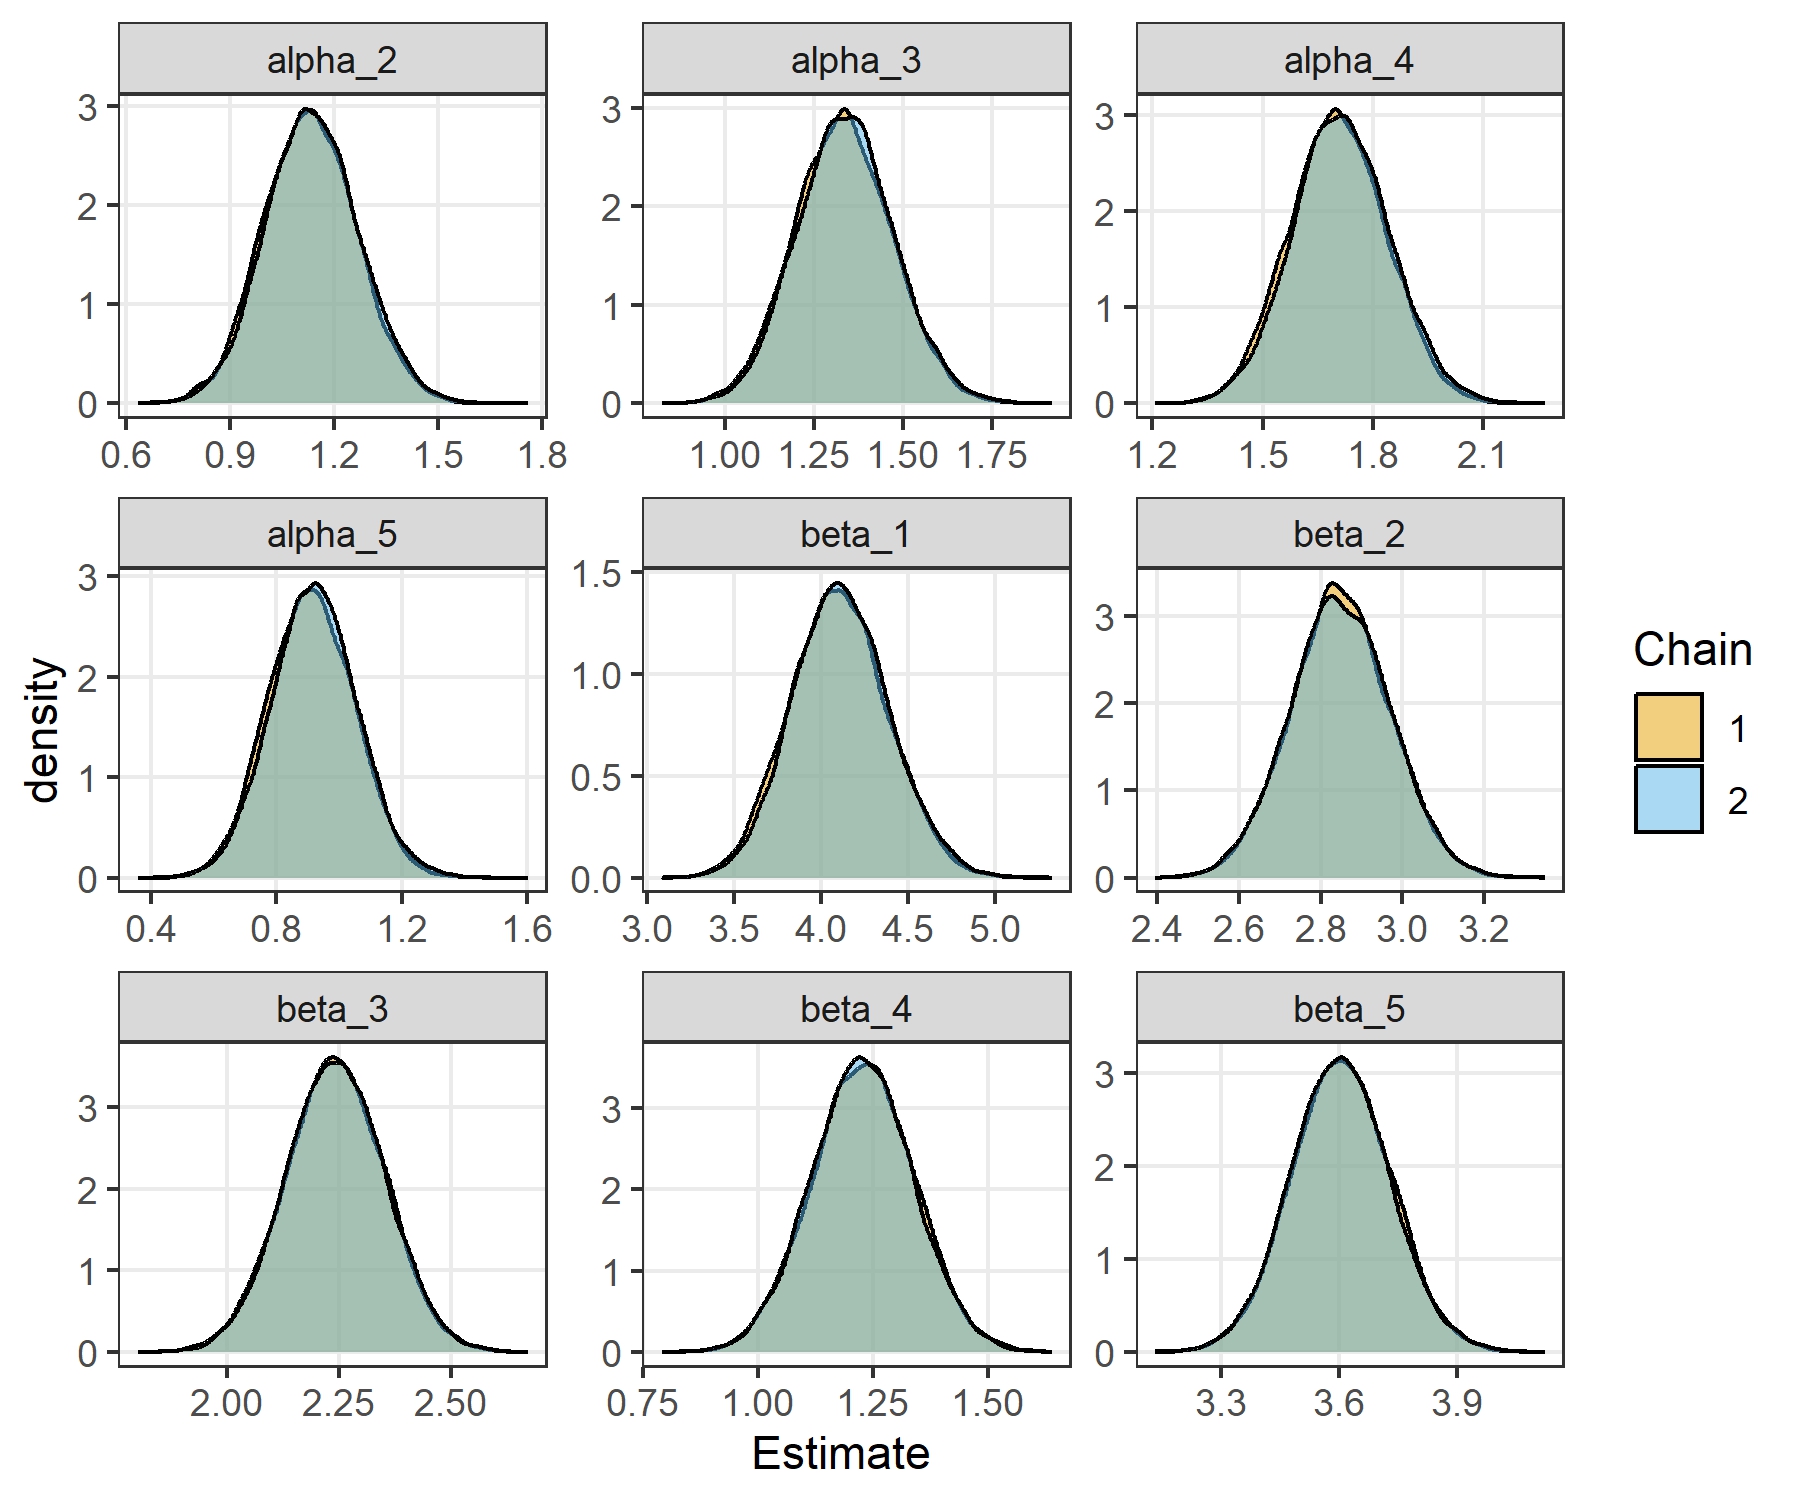 alpha_2 alpha_3 alpha_4
3 3 3
2 2 2
1 1 1
0 0 0
0.6 0.9 1.2 1.5 1.8 1.00 1.25 1.50 1.75 1.2 1.5 1.8 2.1
alpha_5 beta_1 beta_2
3 1.5 3
2 1.0 2
1 0.5 1
0 0.0 0
0.4 0.8 1.2 1.6 3.0 3.5 4.0 4.5 5.0 2.4 2.6 2.8 3.0 3.2
beta_3 beta_4 beta_5
3 3 3
2 2 2
1 1 1
0 0 0
2.00 2.25 2.50 0.75 1.00 1.25 1.50 3.3 3.6 3.9
density
Estimate
Chain
1
2